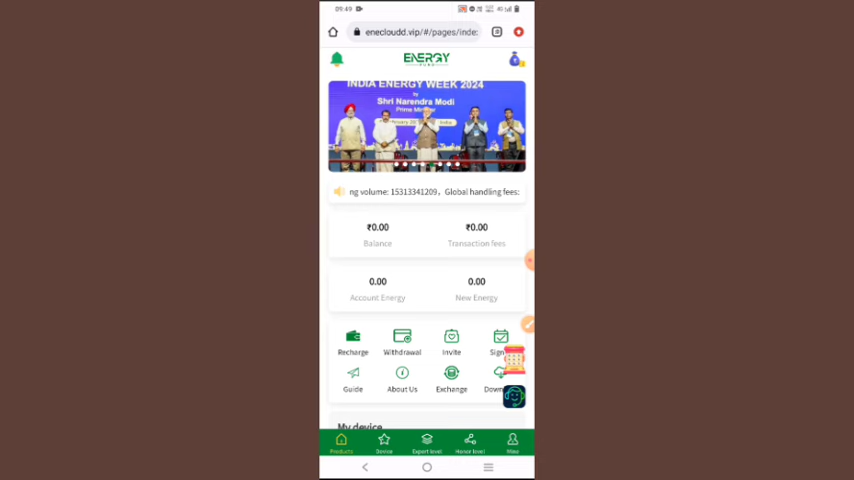 09:49
enecloudd.vip/#/pages/inde:
ENERGY
FUND
INDIA ENERGY WEEK 2024
by
Shri Narendra Modi
Prime Minister
ng volume: 15313341209，Global handling fees:
₹0.00 ₹0.00
Balance Transaction fees
0.00 0.00
Account Energy New Energy
Recharge Withdrawal Invite Sign
Guide About Us Exchange Down
My device
Products Device Expert level Honor level Mine